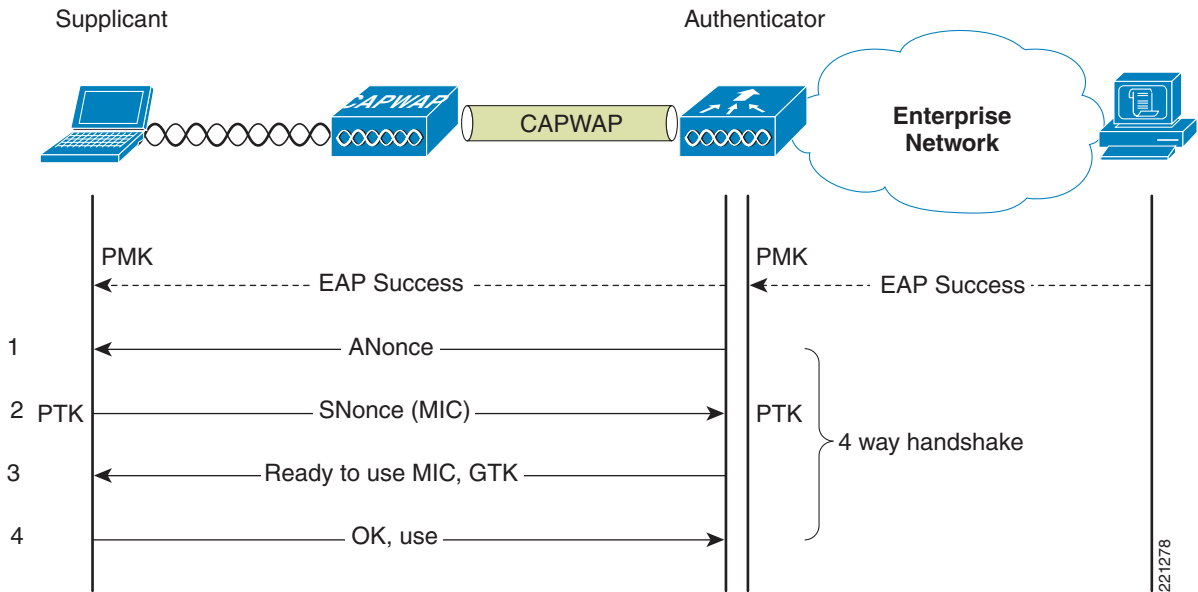 Supplicant
Authenticator
CAPWAP
CAPWAP
Enterprise
Network
PMK
EAP Success
PMK
EAP Success
1
ANonce
2
PTK
SNonce (MIC)
PTK
4 way handshake
3
Ready to use MIC, GTK
4
OK, use
221278